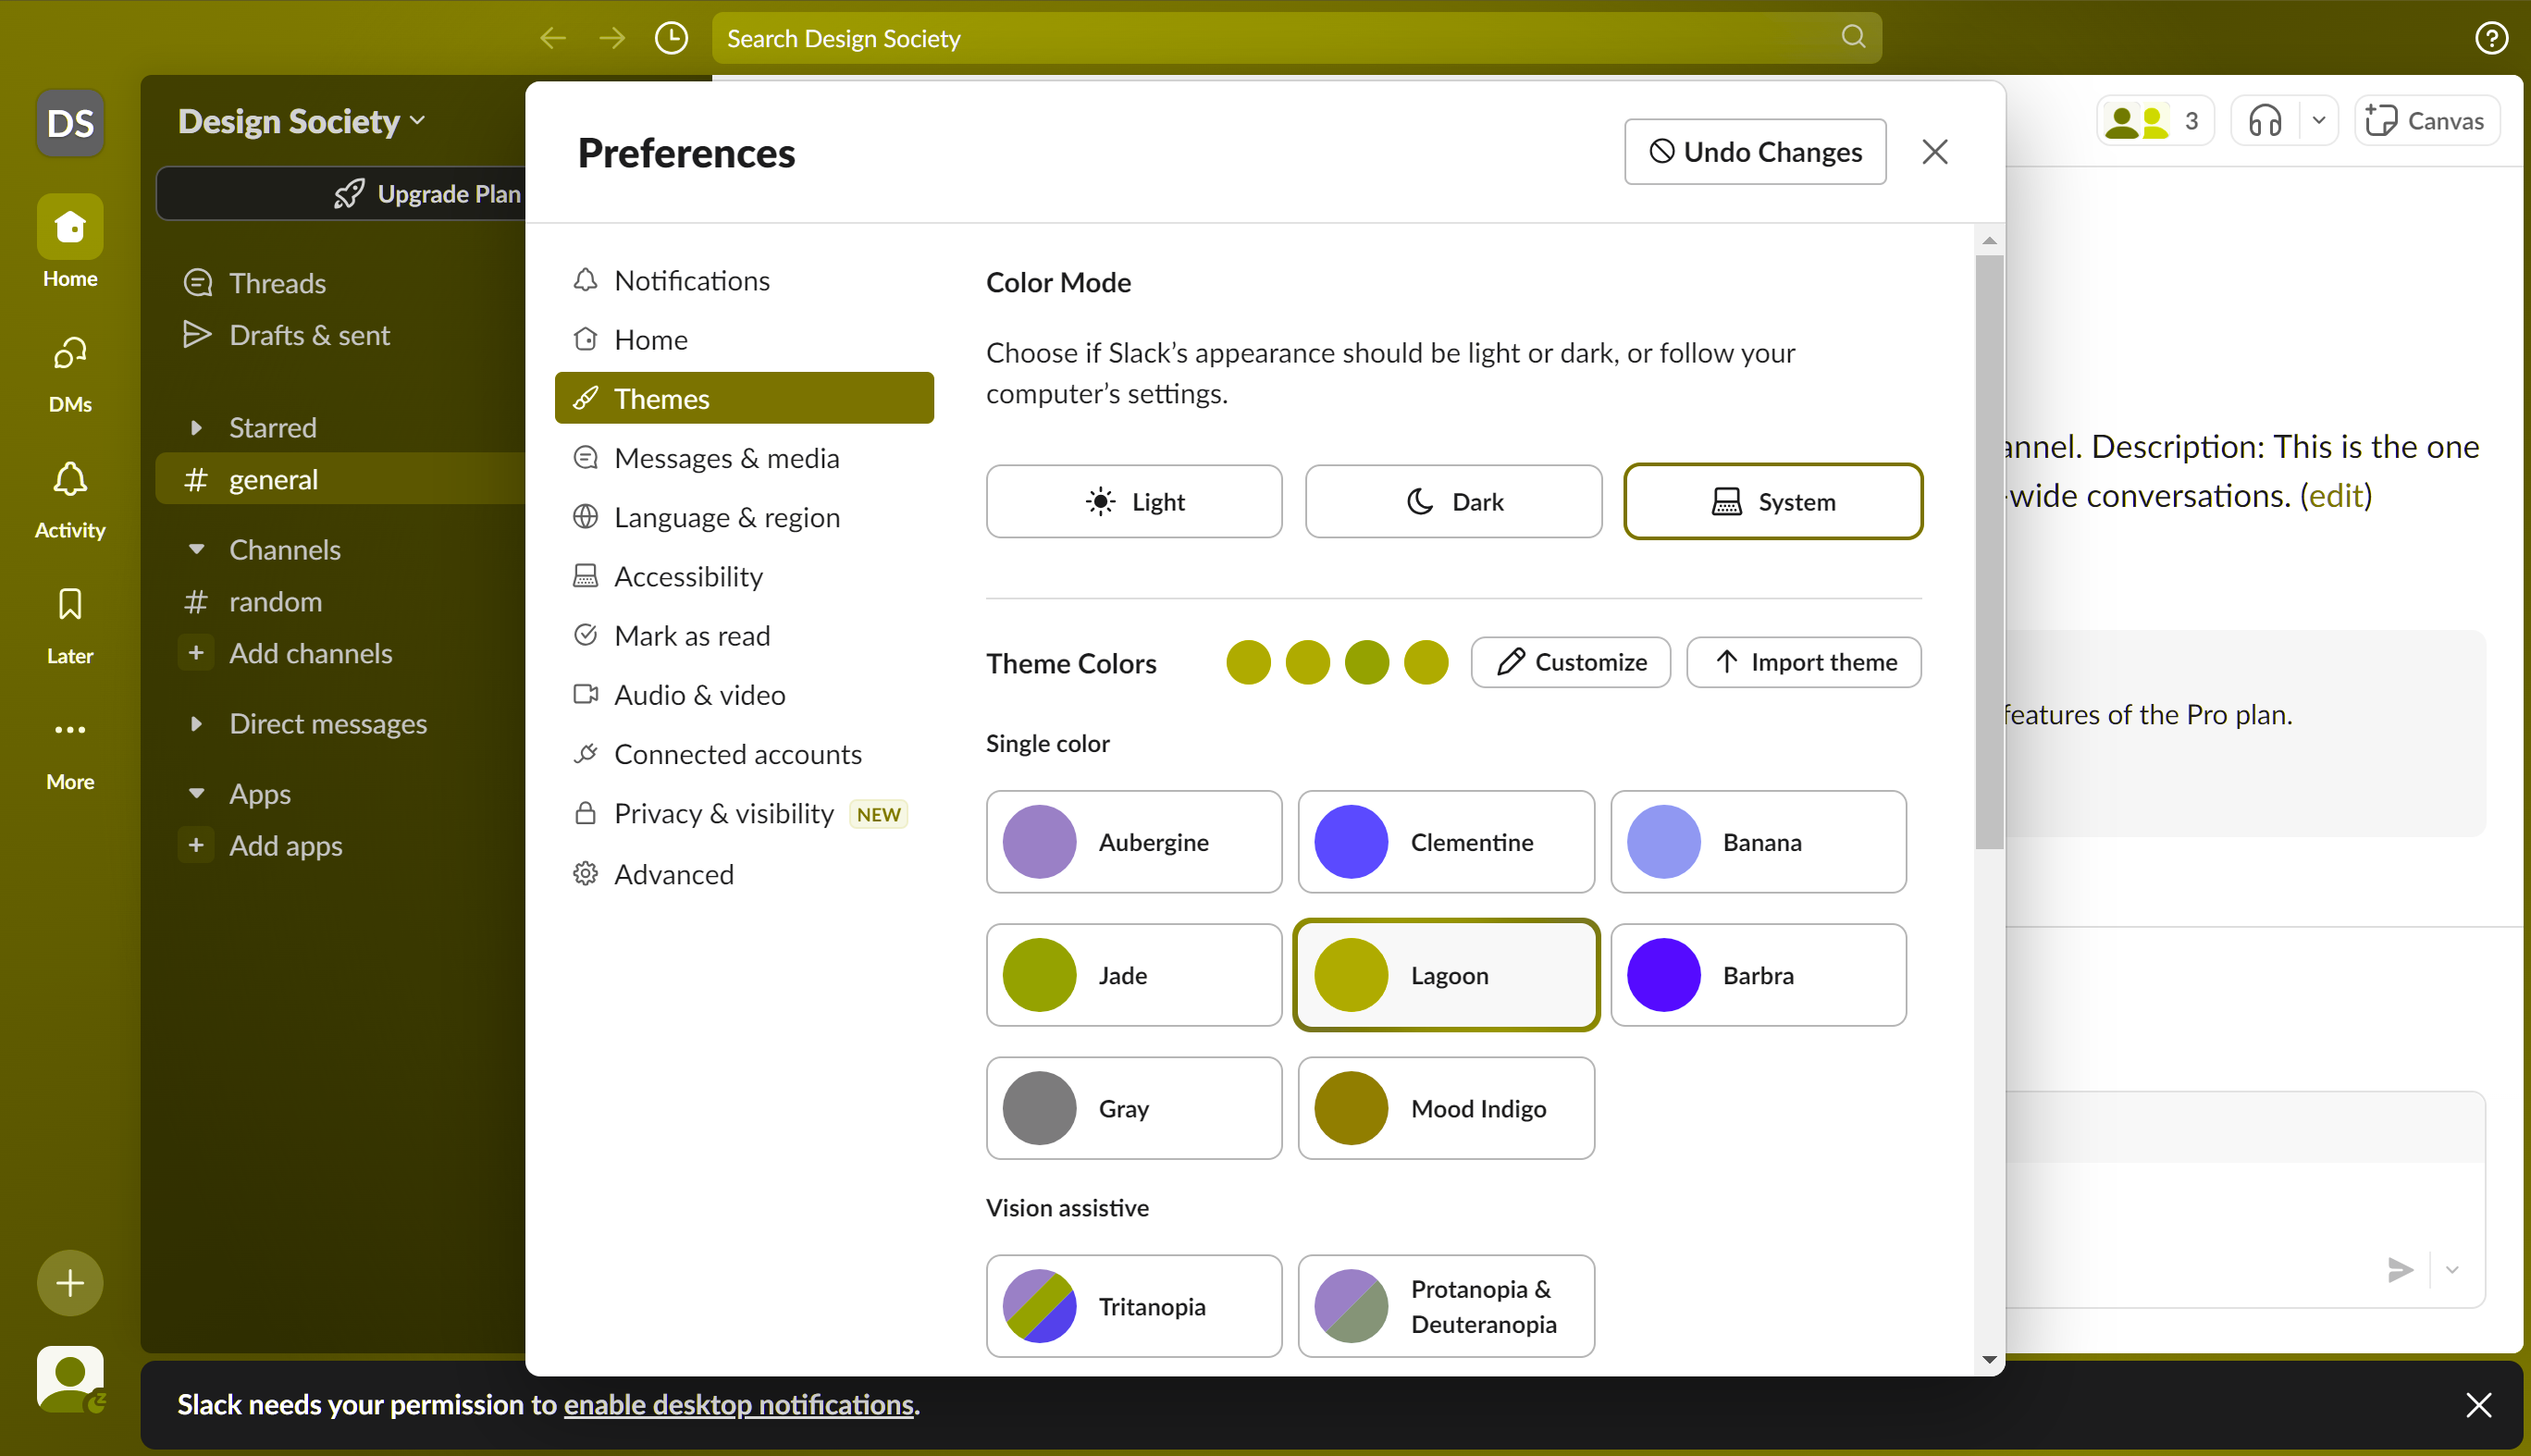 Search Design Society
DS
Home
DMs
Activity
Later
More
Design Society
Upgrade Plan
Threads
Drafts & sent
Starred
# general
Channels
# random
Add channels
Direct messages
Apps
Add apps
Preferences
Undo Changes
Notifications
Home
Themes
Messages & media
Language & region
Accessibility
Mark as read
Audio & video
Connected accounts
Privacy & visibility NEW
Advanced
Color Mode
Choose if Slack’s appearance should be light or dark, or follow your
computer’s settings.
Light
Dark
System
Theme Colors
Customize
Import theme
Single color
Aubergine
Clementine
Banana
Jade
Lagoon
Barbra
Gray
Mood Indigo
Vision assistive
Tritanopia
Protanopia &
Deuteranopia
3
Canvas
annel. Description: This is the one
-wide conversations. (edit)
features of the Pro plan.
Slack needs your permission to enable desktop notifications.